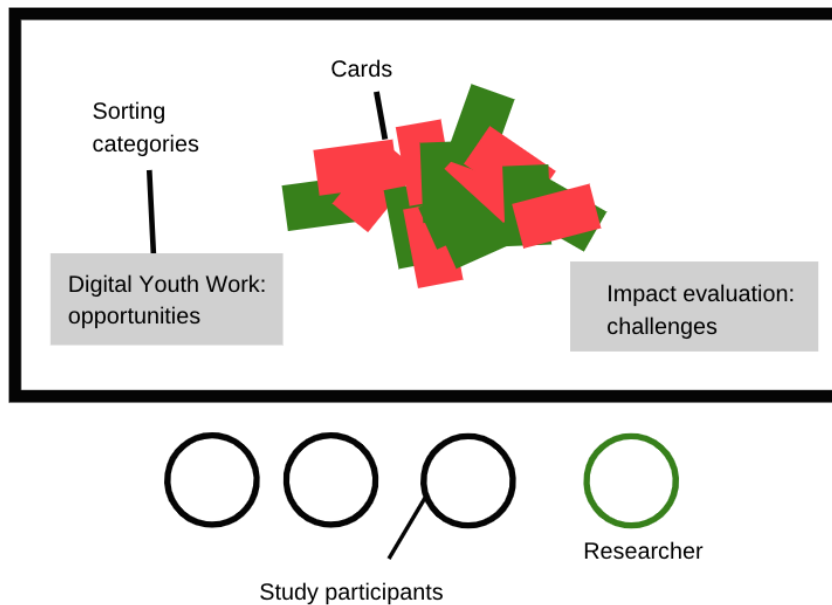 Cards
Sorting
categories
Digital Youth Work:
opportunities
Impact evaluation:
challenges
Researcher
Study participants